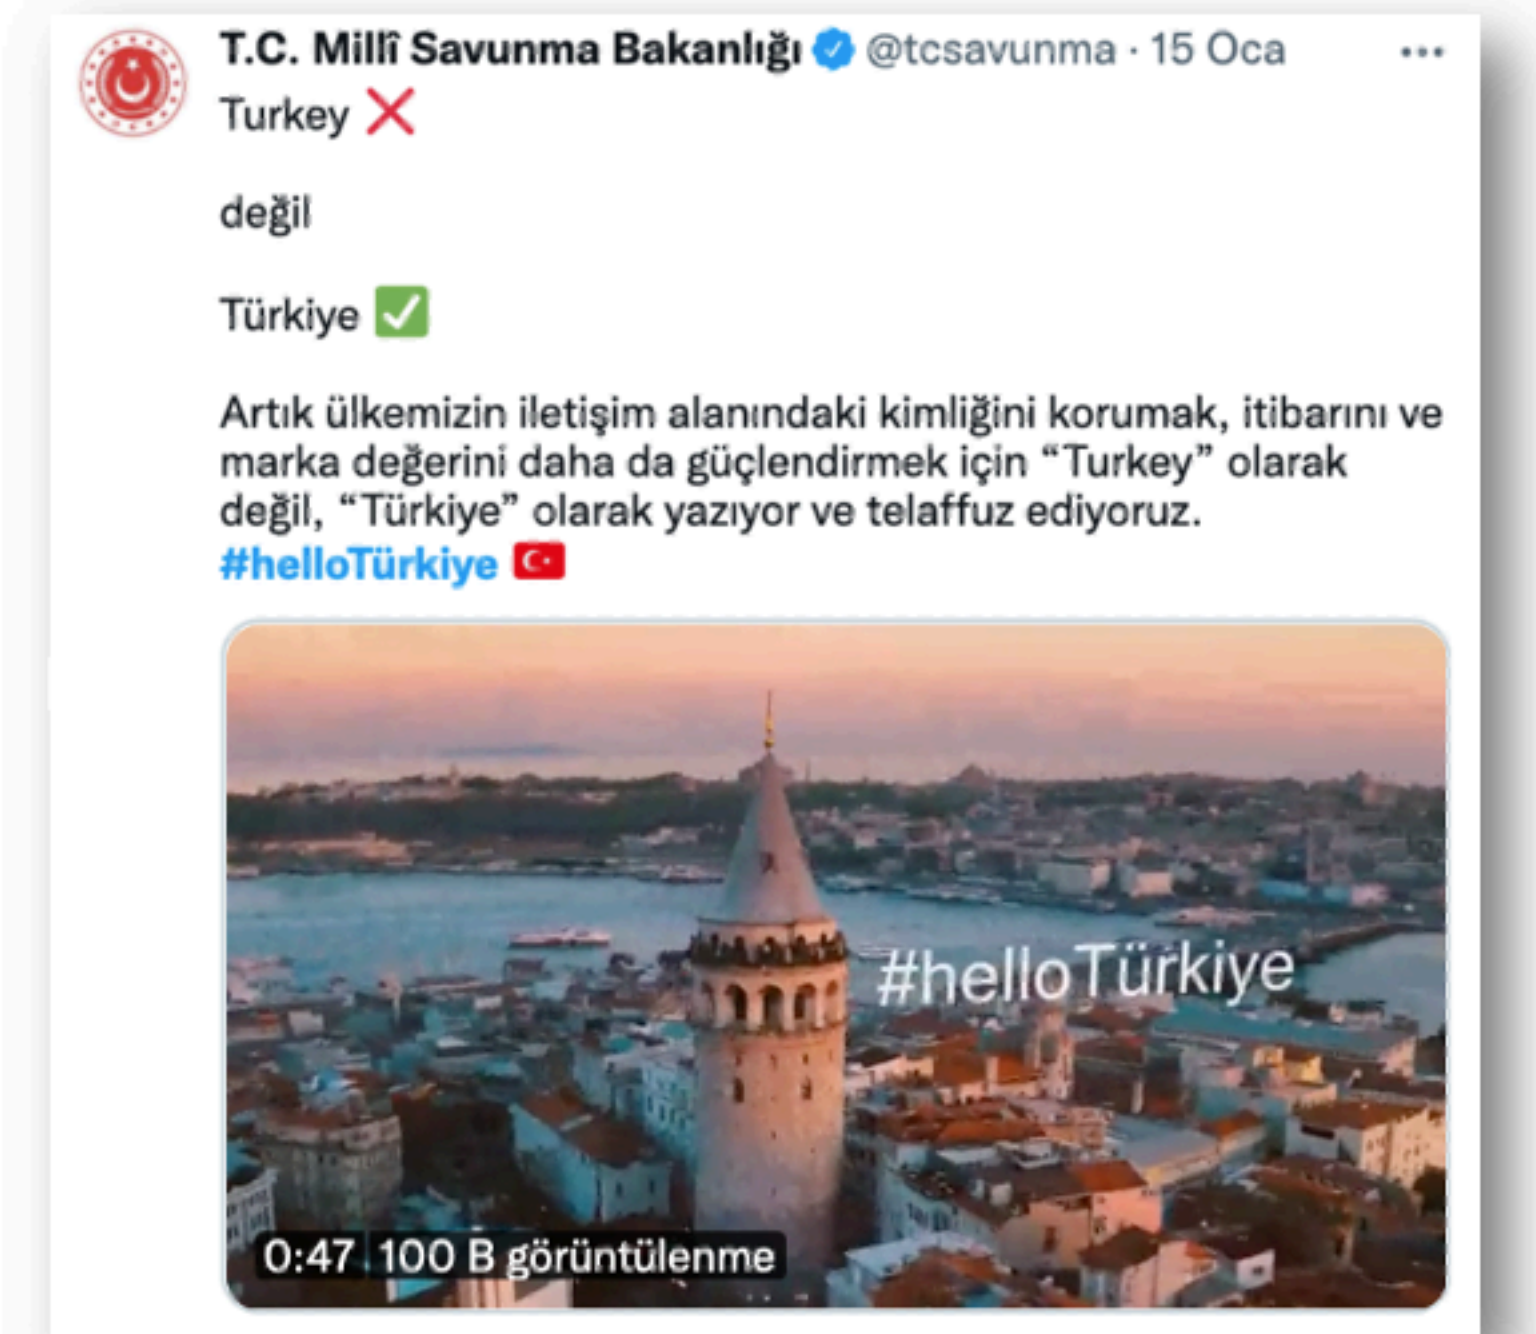 T.C. Millî Savunma Bakanlığı @tcsavunma · 15 Oca
Turkey ❌
değil
Türkiye ✅
Artık ülkemizin iletişim alanındaki kimliğini korumak, itibarını ve
marka değerini daha da güçlendirmek için “Turkey” olarak
değil, “Türkiye” olarak yazıyor ve telaffuz ediyoruz.
#helloTürkiye 🇹🇷
#helloTürkiye
0:47 100 B görüntülenme